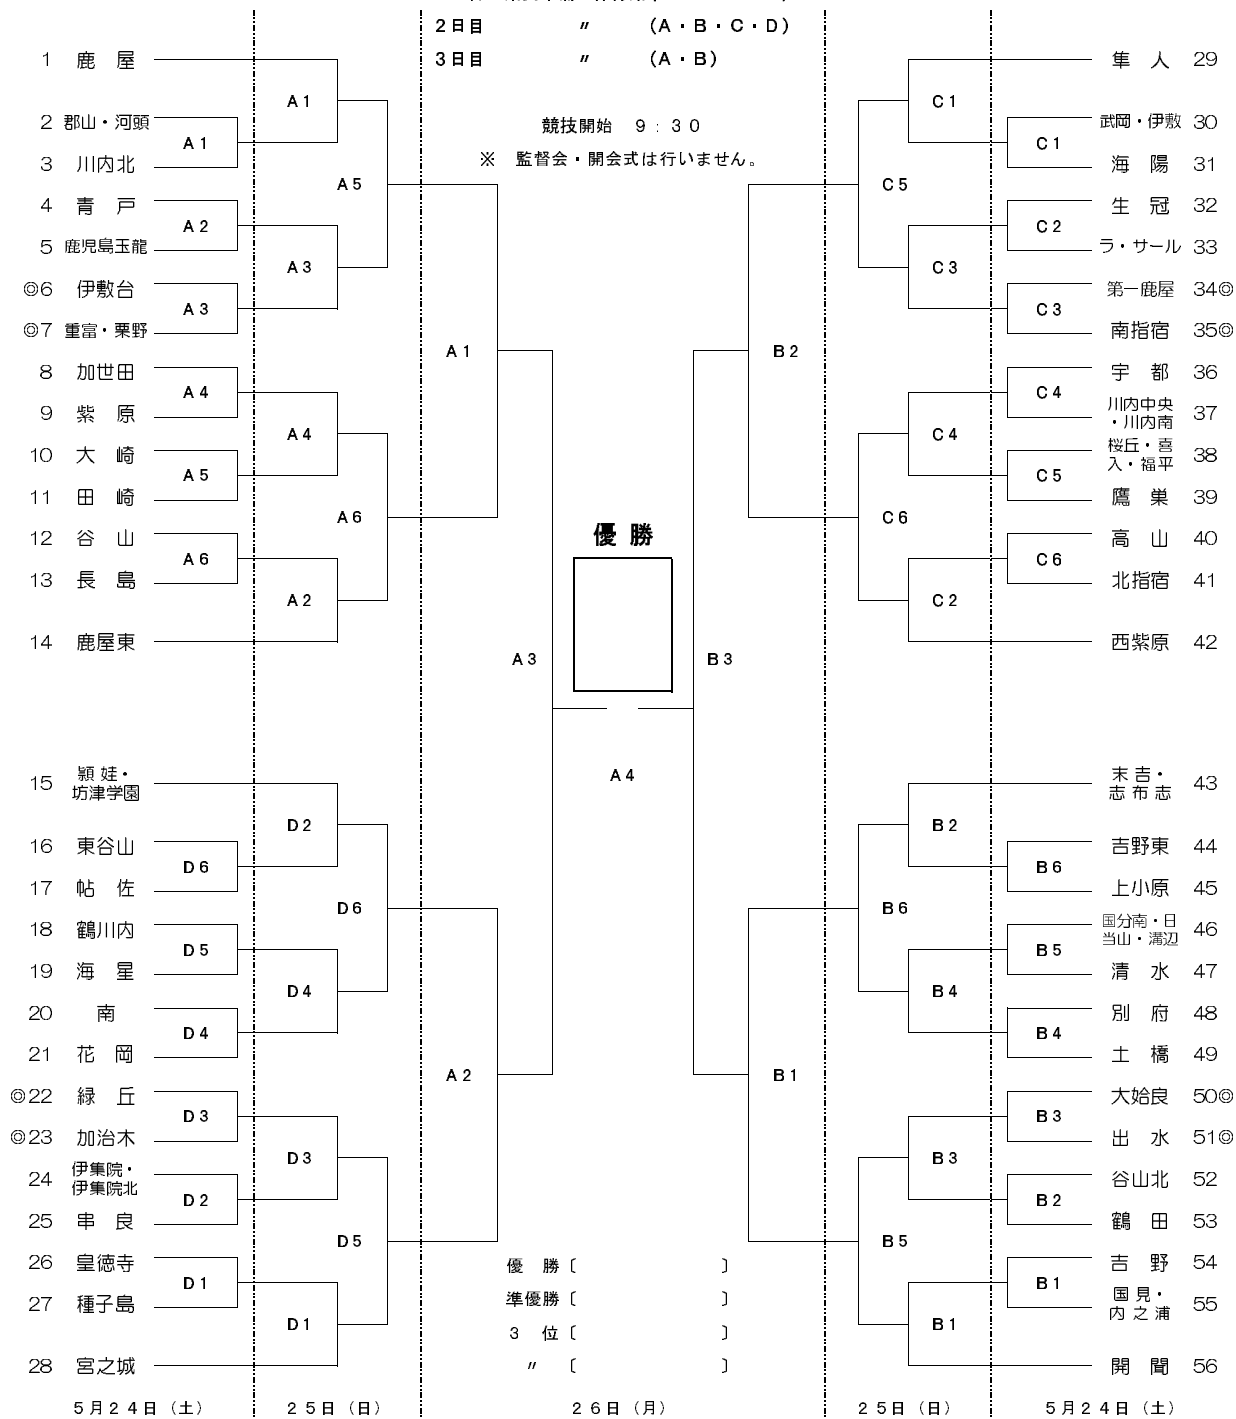 2日目 〃 (A・B・C・D)
3日目 〃 (A・B)
競技開始 9:30
※ 監督会・開会式は行いません。
1 鹿屋
2 郡山・河頭
3 川内北
4 青戸
5 鹿児島玉龍
◎6 伊敷台
◎7 重富・栗野
8 加世田
9 紫原
10 大崎
11 田崎
12 谷山
13 長島
14 鹿屋東
15 頴娃・
坊津学園
16 東谷山
17 帖佐
18 鶴川内
19 海星
20 南
21 花岡
◎22 緑丘
◎23 加治木
24 伊集院・
伊集院北
25 串良
26 皇徳寺
27 種子島
28 宮之城
A1
A2
A3
A4
A5
A6
D6
D5
D4
D3
D2
D1
A1
A3
A4
A2
D2
D4
D3
D1
A5
A6
D6
D5
A1
A2
A3
優勝
A4
B3
B2
B1
C5
C6
B6
B5
C1
C3
C4
C2
B2
B4
B3
B1
C1
C2
C3
C4
C5
C6
B6
B5
B4
B3
B2
B1
隼人 29
武岡・伊敷 30
海陽 31
生冠 32
ラ・サール 33
第一鹿屋 34◎
南指宿 35◎
宇都 36
川内中央
・川内南 37
桜丘・喜
入・福平 38
鷹巣 39
高山 40
北指宿 41
西紫原 42
末吉・
志布志 43
吉野東 44
上小原 45
国分南・日
当山・溝辺 46
清水 47
別府 48
土橋 49
大姶良 50◎
出水 51◎
谷山北 52
鶴田 53
吉野 54
国見・
内之浦 55
開聞 56
優勝〔 〕
準優勝〔 〕
3位〔 〕
〃〔 〕
5月24日(土) 25日(日) 26日(月) 25日(日) 5月24日(土)